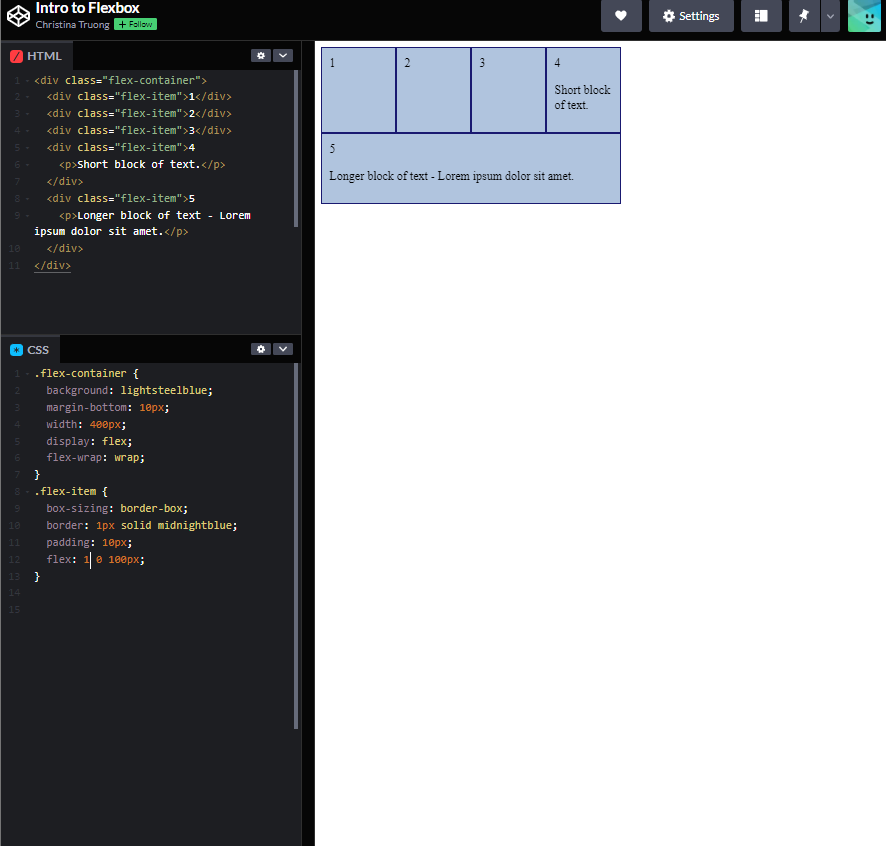 Intro to Flexbox
Christina Truong + Follow
Settings
HTML
1 <div class="flex-container">
2 <div class="flex-item">1</div>
3 <div class="flex-item">2</div>
4 <div class="flex-item">3</div>
5 <div class="flex-item">4
6 <p>Short block of text.</p>
7 </div>
8 <div class="flex-item">5
9 <p>Longer block of text - Lorem
ipsum dolor sit amet.</p>
10 </div>
11 </div>
CSS
1 .flex-container {
2 background: lightsteelblue;
3 margin-bottom: 10px;
4 width: 400px;
5 display: flex;
6 flex-wrap: wrap;
7 }
8 .flex-item {
9 box-sizing: border-box;
10 border: 1px solid midnightblue;
11 padding: 10px;
12 flex: 1 0 100px;
13 }
14
15
1 2 3 4
Short block
of text.
5
Longer block of text - Lorem ipsum dolor sit amet.